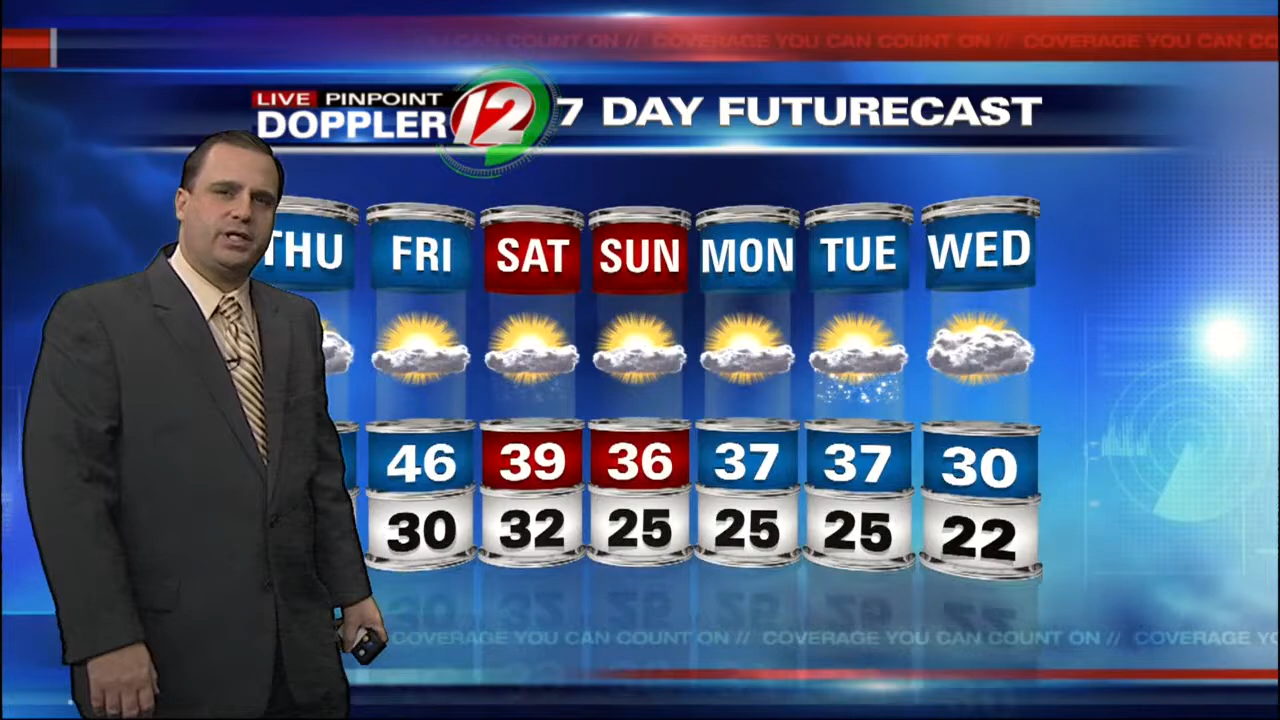 COVERAGE YOU CAN COUNT ON // COVERAGE YOU CAN COUNT ON // COVERAGE YOU CAN CO
LIVE PINPOINT
DOPPLER 12 7 DAY FUTURECAST
THU FRI SAT SUN MON TUE WED
46 39 36 37 37 30
30 32 25 25 25 22
COVERAGE YOU CAN COUNT ON // COVERAGE YOU CAN COUNT ON // COVERAGE YOU